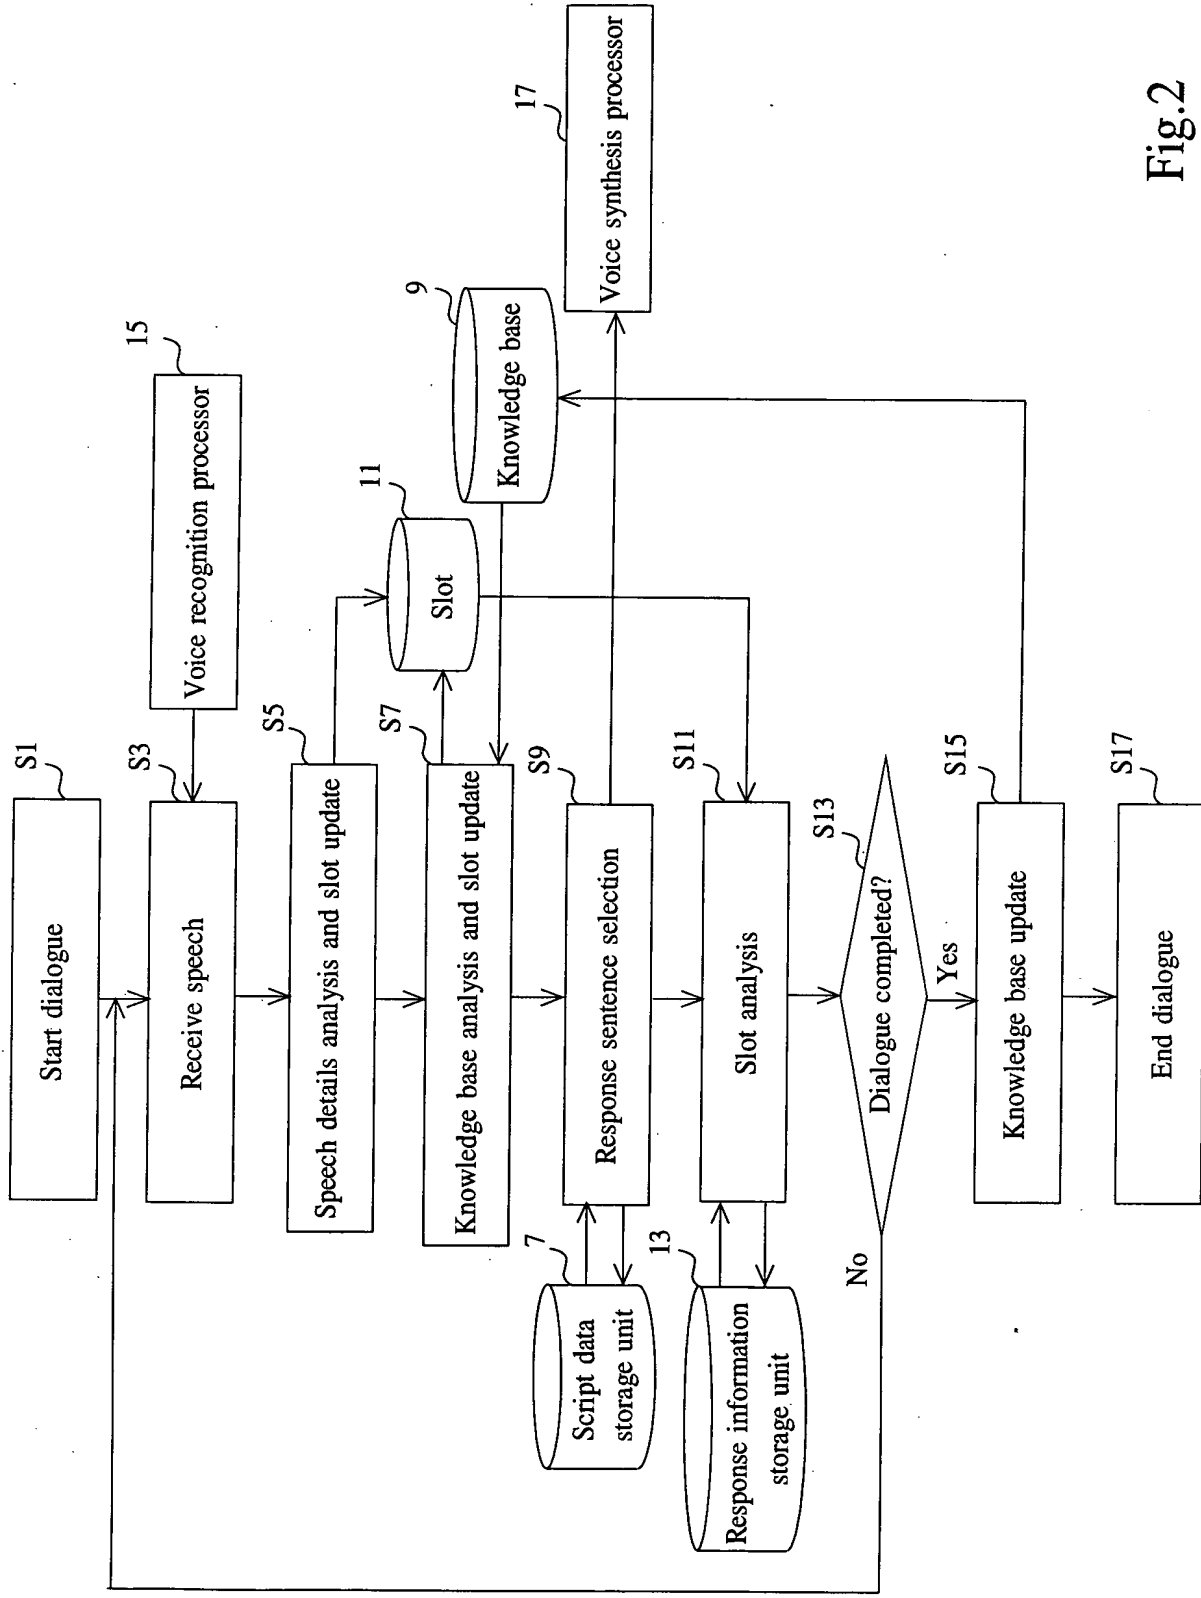 Start dialogue
S1
Voice recognition processor
15
Receive speech
S3
Speech details analysis and slot update
S5
Slot
11
Knowledge base analysis and slot update
S7
Knowledge base
9
Script data
storage unit
7
Response sentence selection
S9
Voice synthesis processor
17
Response information
storage unit
13
Slot analysis
S11
Dialogue completed?
S13
No
Yes
Knowledge base update
S15
End dialogue
S17
Fig.2